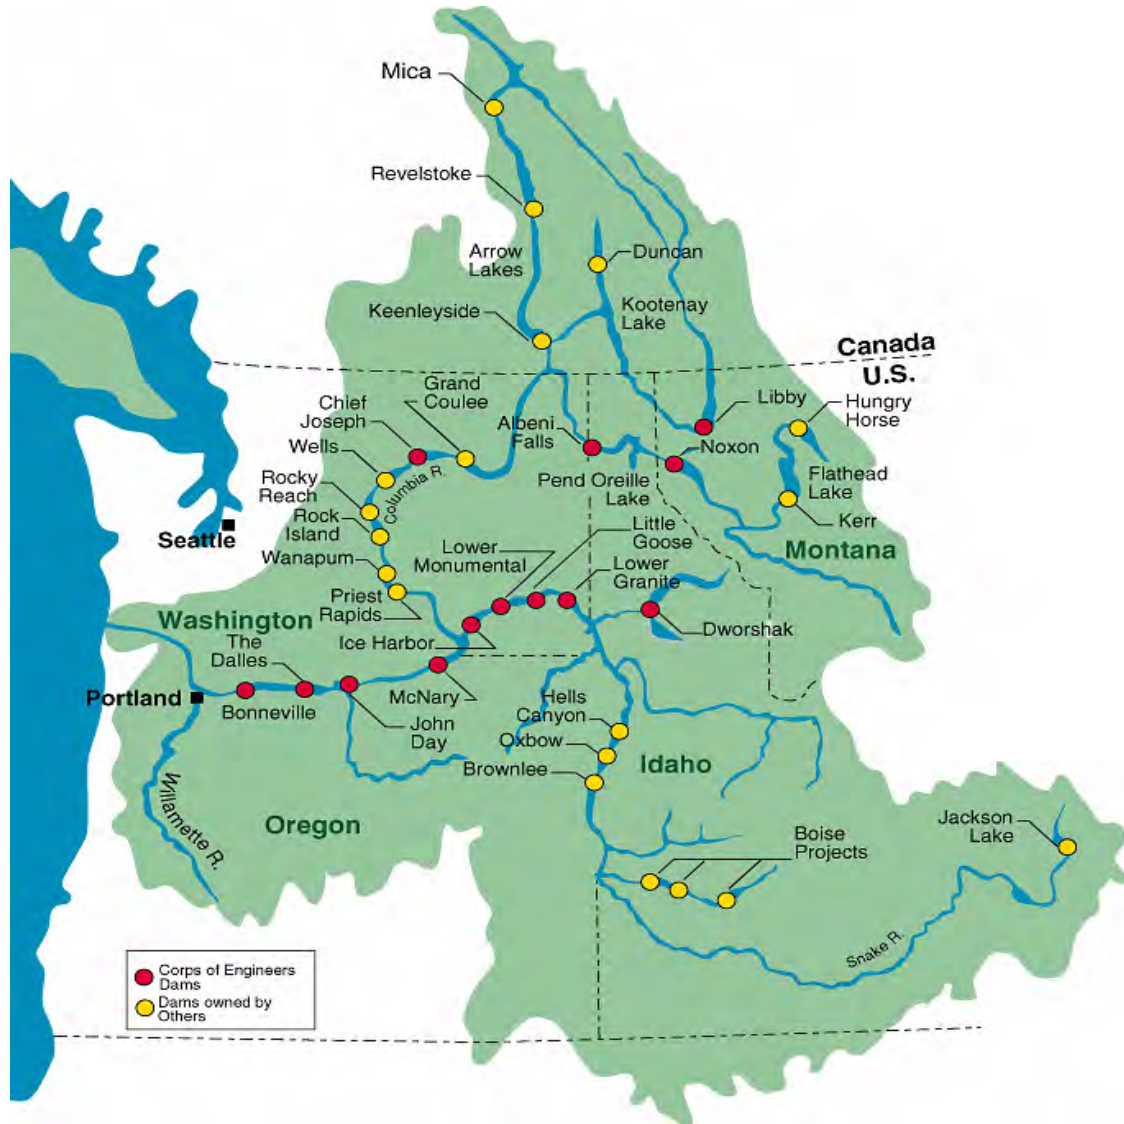 Mica
Revelstoke
Arrow
Lakes
Duncan
Kootenay
Lake
Keenleyside
Canada
U.S.
Grand
Coulee
Chief
Joseph
Wells
Rocky
Reach
Rock
Island
Wanapum
Priest
Rapids
Columbia R.
Albeni
Falls
Libby
Noxon
Hungry
Horse
Flathead
Lake
Kerr
Pend Oreille
Lake
Montana
Seattle
Little
Goose
Lower
Monumental
Lower
Granite
Dworshak
Washington
Ice Harbor
The
Dalles
Portland
Bonneville
McNary
John
Day
Hells
Canyon
Oxbow
Brownlee
Idaho
Willamette R.
Oregon
Boise
Projects
Jackson
Lake
Snake R.
Corps of Engineers
Dams
Dams owned by
Others